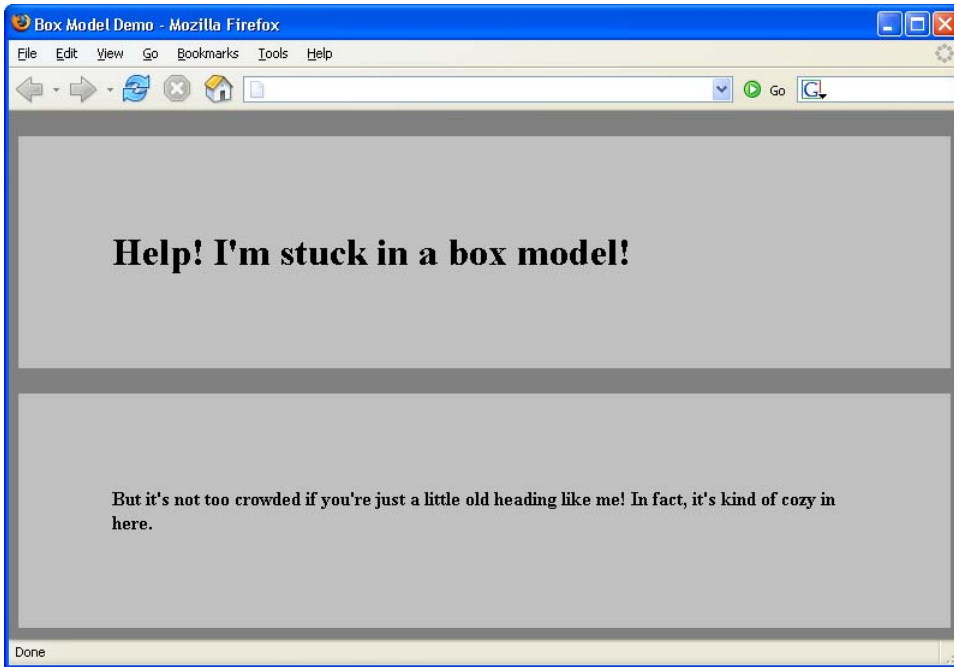 Box Model Demo - Mozilla Firefox
File Edit View Go Bookmarks Tools Help
Go G
Help! I'm stuck in a box model!
But it's not too crowded if you're just a little old heading like me! In fact, it's kind of cozy in
here.
Done